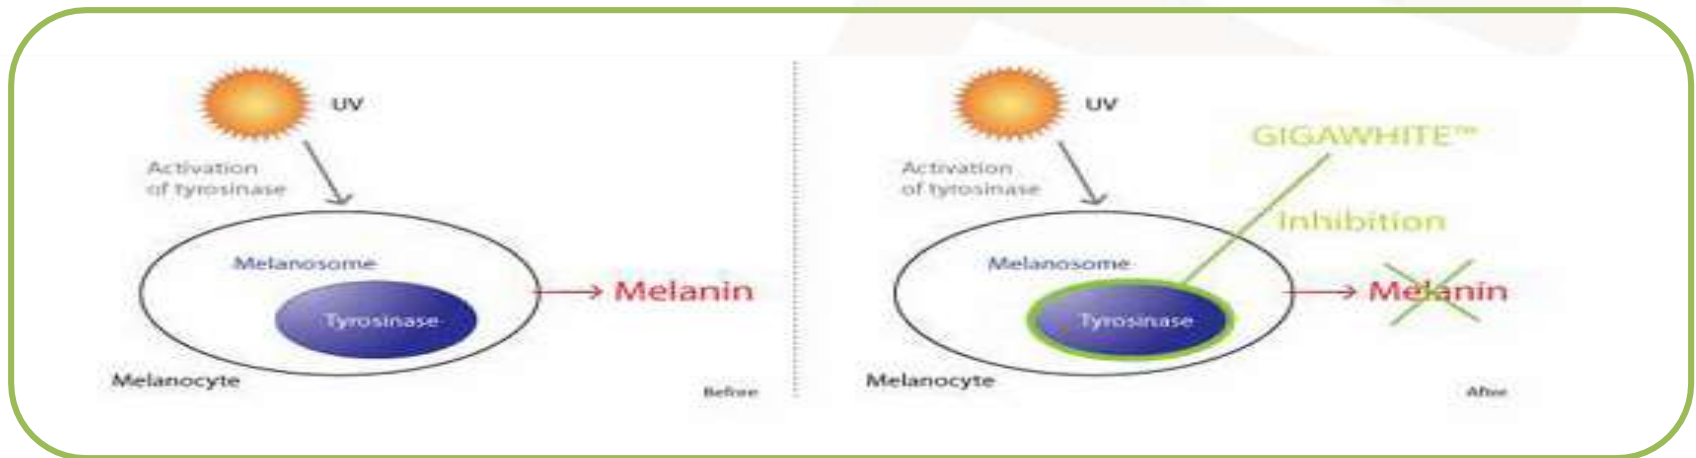 UV
Activation
of tyrosinase
Melanosome
Tyrosinase
Melanin
Melanocyte
Before
UV
Activation
of tyrosinase
GIGAWHITE™
Inhibition
Melanosome
Tyrosinase
Melanin
Melanocyte
After